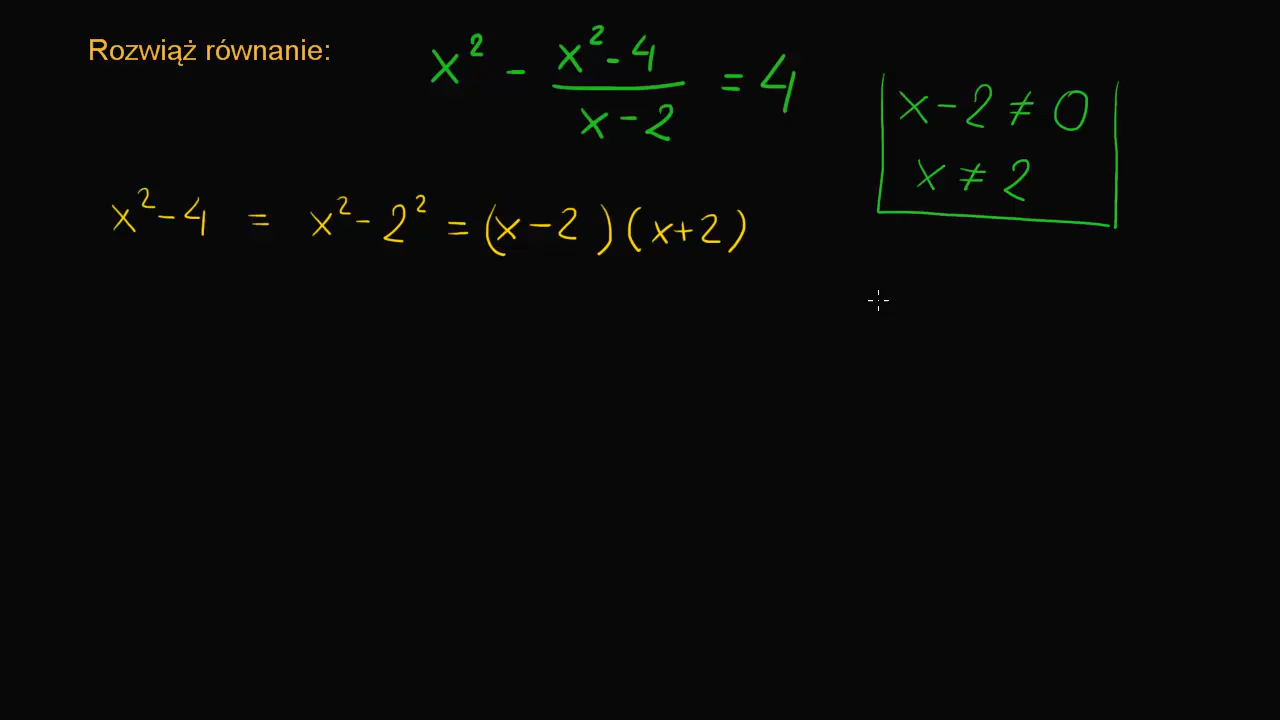 Rozwiąż równanie:
x² - (x² - 4)/(x - 2) = 4
x - 2 ≠ 0
x ≠ 2
x² - 4 = x² - 2² = (x - 2)(x + 2)